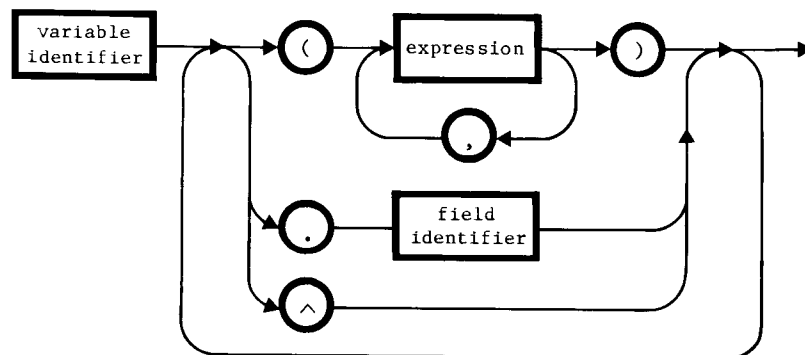 variable
identifier
(
expression
)
,
.
field
identifier
^